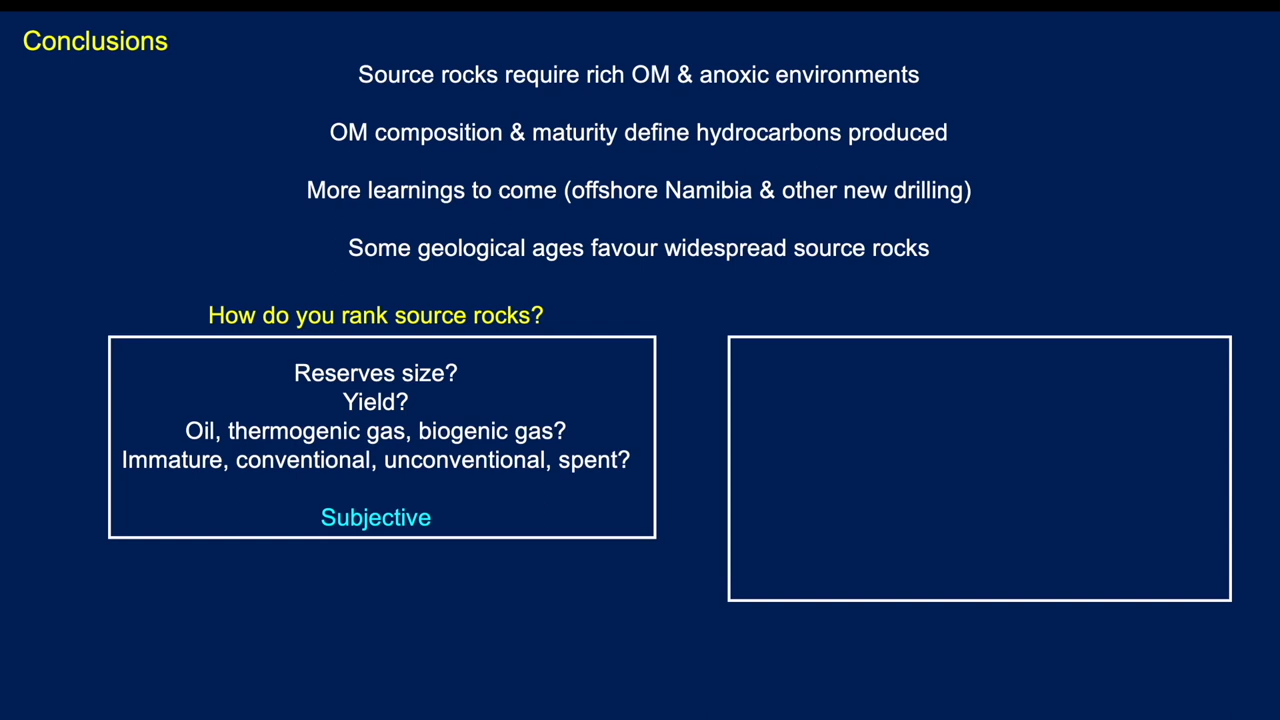 Conclusions
Source rocks require rich OM & anoxic environments
OM composition & maturity define hydrocarbons produced
More learnings to come (offshore Namibia & other new drilling)
Some geological ages favour widespread source rocks
How do you rank source rocks?
Reserves size?
Yield?
Oil, thermogenic gas, biogenic gas?
Immature, conventional, unconventional, spent?
Subjective